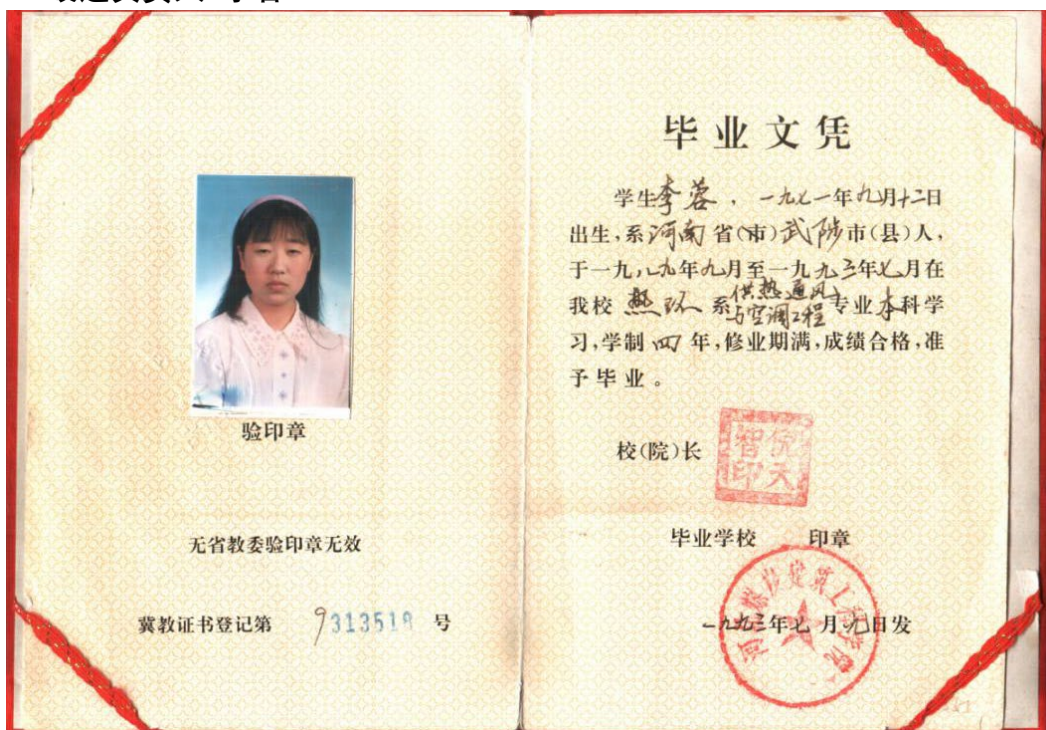 验印章
无省教委验印章无效
冀教证书登记第 9313519 号
毕业文凭
学生李蓉，一九七一年九月十二日
出生，系河南省(市)武陟市(县)人，
于一九八九年九月至一九九三年七月在
我校 热环 系供热通风与空调工程专业本科学
习，学制四年，修业期满，成绩合格，准
予毕业。
校(院)长
倪天智印
毕业学校 印章
一九九三年七月九日发